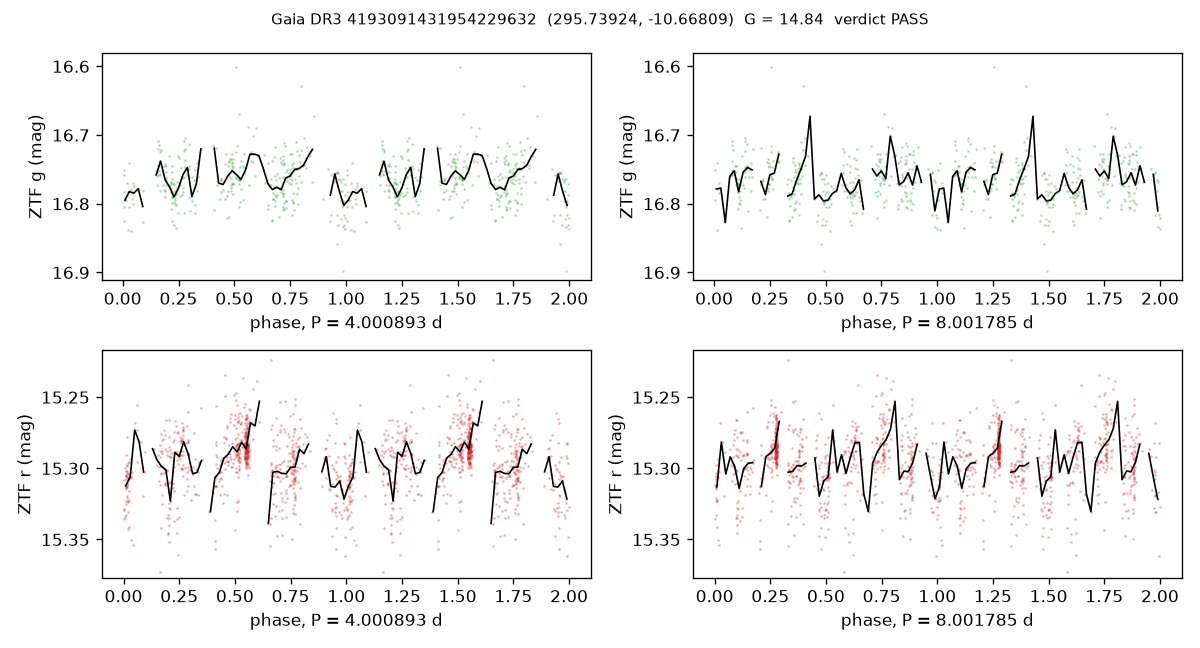 Gaia DR3 4193091431954229632 (295.73924, -10.66809) G = 14.84 verdict PASS
ZTF g (mag)
16.6
16.7
16.8
16.9
0.00 0.25 0.50 0.75 1.00 1.25 1.50 1.75 2.00
phase, P = 4.000893 d
ZTF g (mag)
16.6
16.7
16.8
16.9
0.00 0.25 0.50 0.75 1.00 1.25 1.50 1.75 2.00
phase, P = 8.001785 d
ZTF r (mag)
15.25
15.30
15.35
0.00 0.25 0.50 0.75 1.00 1.25 1.50 1.75 2.00
phase, P = 4.000893 d
ZTF r (mag)
15.25
15.30
15.35
0.00 0.25 0.50 0.75 1.00 1.25 1.50 1.75 2.00
phase, P = 8.001785 d